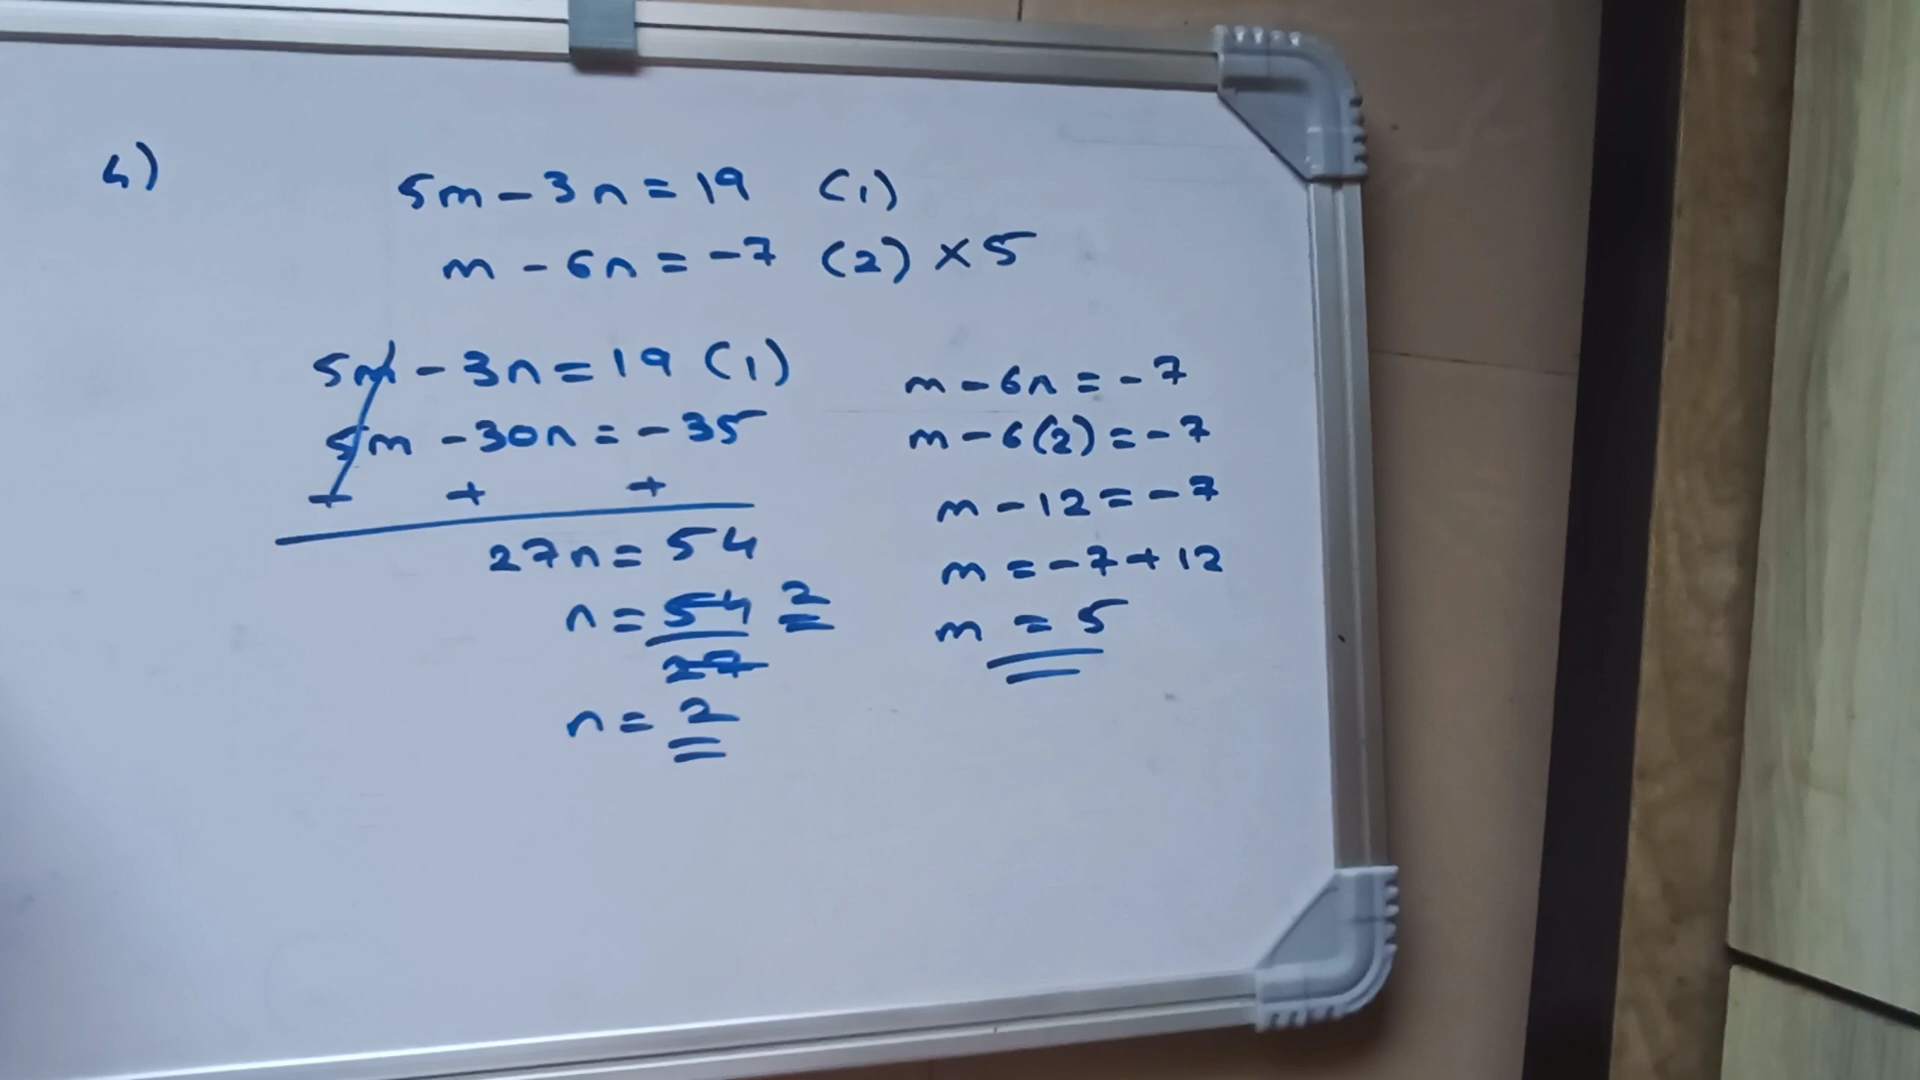 4)
5m - 3n = 19 (1)
m - 6n = -7 (2) × 5
5m - 3n = 19 (1)
5m - 30n = -35
- + +
27n = 54
n = 54/27 2
n = 2
m - 6n = -7
m - 6(2) = -7
m - 12 = -7
m = -7 + 12
m = 5